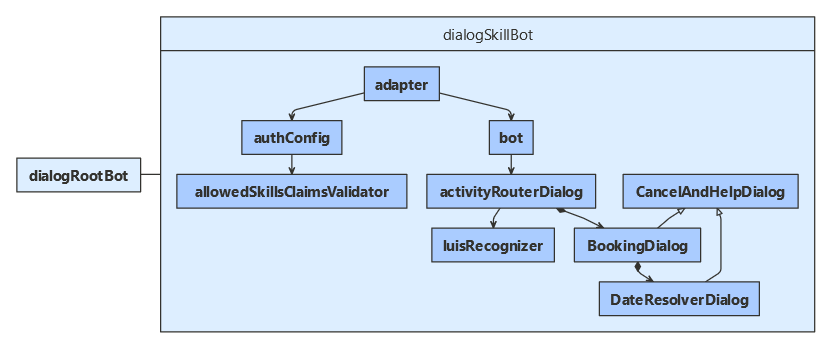 dialogSkillBot
adapter
authConfig
bot
dialogRootBot
allowedSkillsClaimsValidator
activityRouterDialog
CancelAndHelpDialog
luisRecognizer
BookingDialog
DateResolverDialog